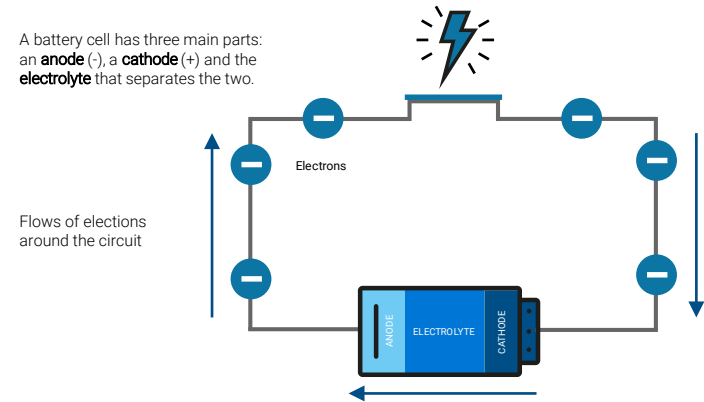 A battery cell has three main parts:
an anode (-), a cathode (+) and the
electrolyte that separates the two.
Electrons
Flows of elections
around the circuit
ANODE
ELECTROLYTE
CATHODE